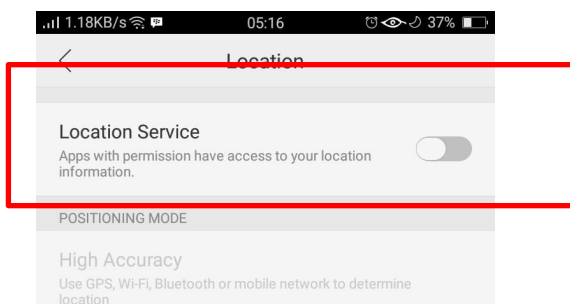 1.18KB/s 05:16 37%
Location
Location Service
Apps with permission have access to your location
information.
POSITIONING MODE
High Accuracy
Use GPS, Wi-Fi, Bluetooth or mobile network to determine
location